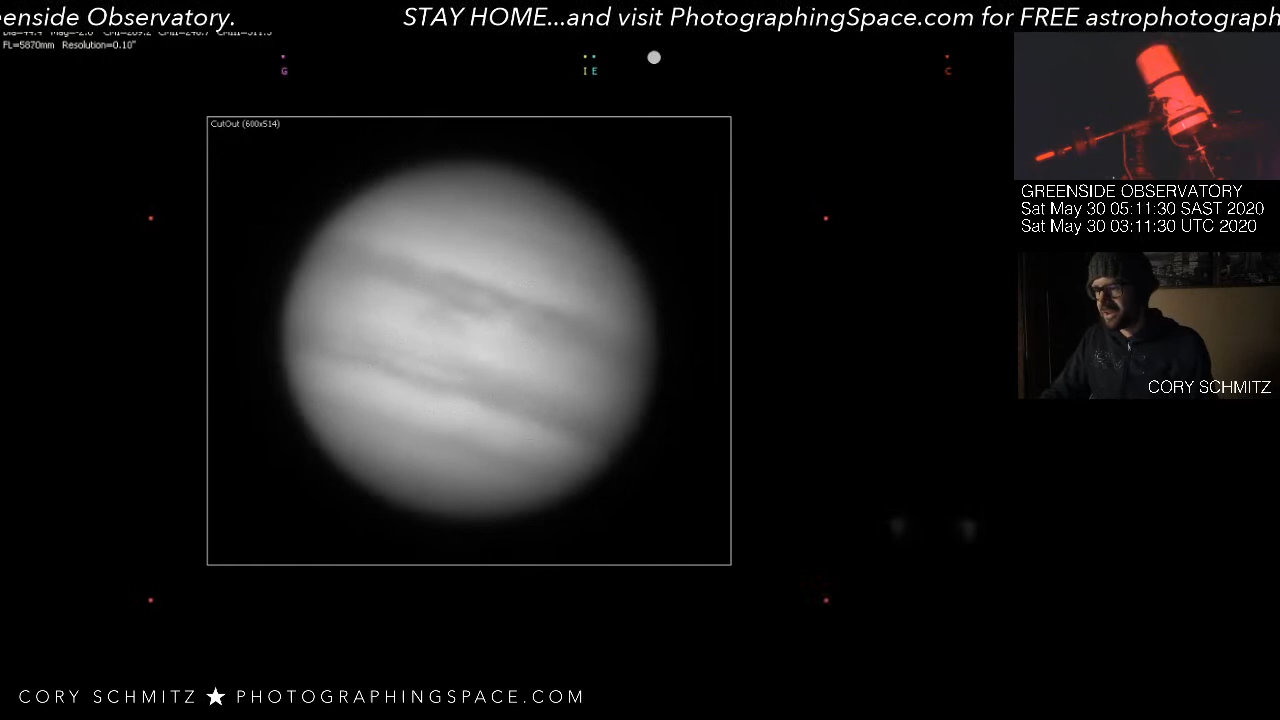 enside Observatory.
STAY HOME...and visit PhotographingSpace.com for FREE astrophotograph
FL=5870mm Resolution=0.10"
G
I E
C
CutOut (600x514)
GREENSIDE OBSERVATORY
Sat May 30 05:11:30 SAST 2020
Sat May 30 03:11:30 UTC 2020
CORY SCHMITZ
CORY SCHMITZ ★ PHOTOGRAPHINGSPACE.COM